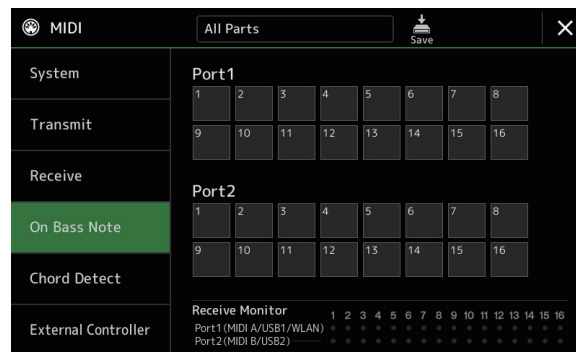 MIDI
All Parts
Save
System
Transmit
Receive
On Bass Note
Chord Detect
External Controller
Port1
1 2 3 4 5 6 7 8
9 10 11 12 13 14 15 16
Port2
1 2 3 4 5 6 7 8
9 10 11 12 13 14 15 16
Receive Monitor 1 2 3 4 5 6 7 8 9 10 11 12 13 14 15 16
Port1(MIDI A/USB1/WLAN)
Port2(MIDI B/USB2)